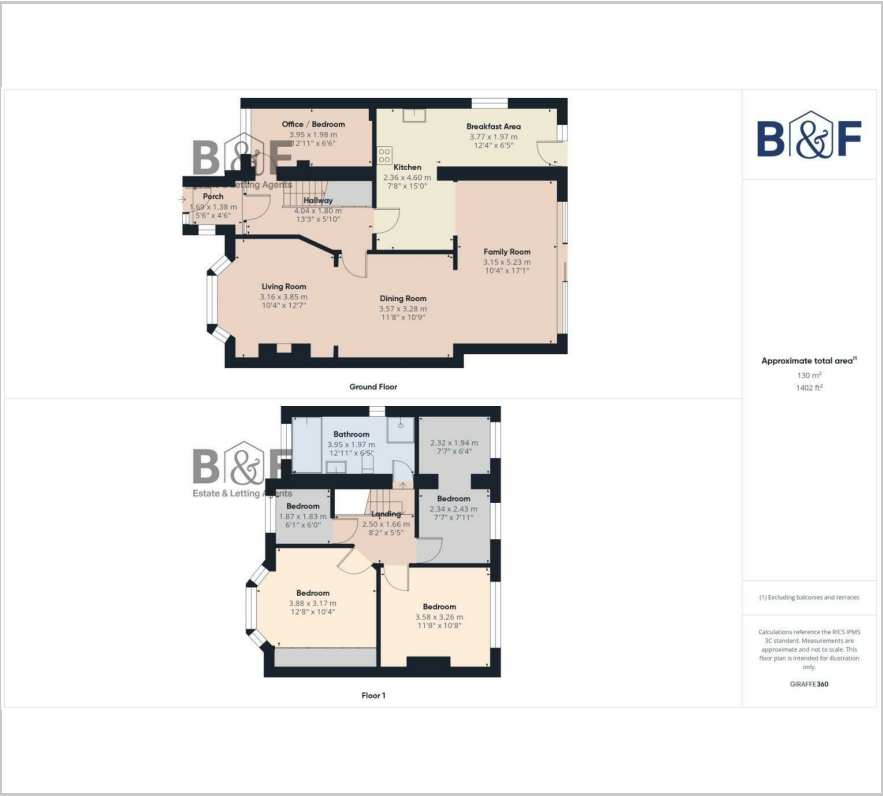 Office / Bedroom
3.95 x 1.98 m
12'11" x 6'6"
Breakfast Area
3.77 x 1.97 m
12'4" x 6'5"
B&F
Estate & Letting Agents
Kitchen
2.36 x 4.60 m
7'8" x 15'0"
Porch
1.69 x 1.38 m
5'6" x 4'6"
Hallway
4.04 x 1.80 m
13'3" x 5'10"
Family Room
3.15 x 5.23 m
10'4" x 17'1"
Living Room
3.16 x 3.85 m
10'4" x 12'7"
Dining Room
3.57 x 3.28 m
11'8" x 10'9"
Ground Floor
Bathroom
3.95 x 1.97 m
12'11" x 6'5"
2.32 x 1.94 m
7'7" x 6'4"
B&F
Estate & Letting Agents
Bedroom
1.87 x 1.83 m
6'1" x 6'0"
Landing
2.50 x 1.66 m
8'2" x 5'5"
Bedroom
2.34 x 2.43 m
7'7" x 7'11"
Bedroom
3.88 x 3.17 m
12'8" x 10'4"
Bedroom
3.58 x 3.26 m
11'8" x 10'8"
Floor 1
B&F
Approximate total area(1)
130 m²
1402 ft²
(1) Excluding balconies and terraces
Calculations reference the RICS IPMS
3C standard. Measurements are
approximate and not to scale. This
floor plan is intended for illustration
only.
GIRAFFE360